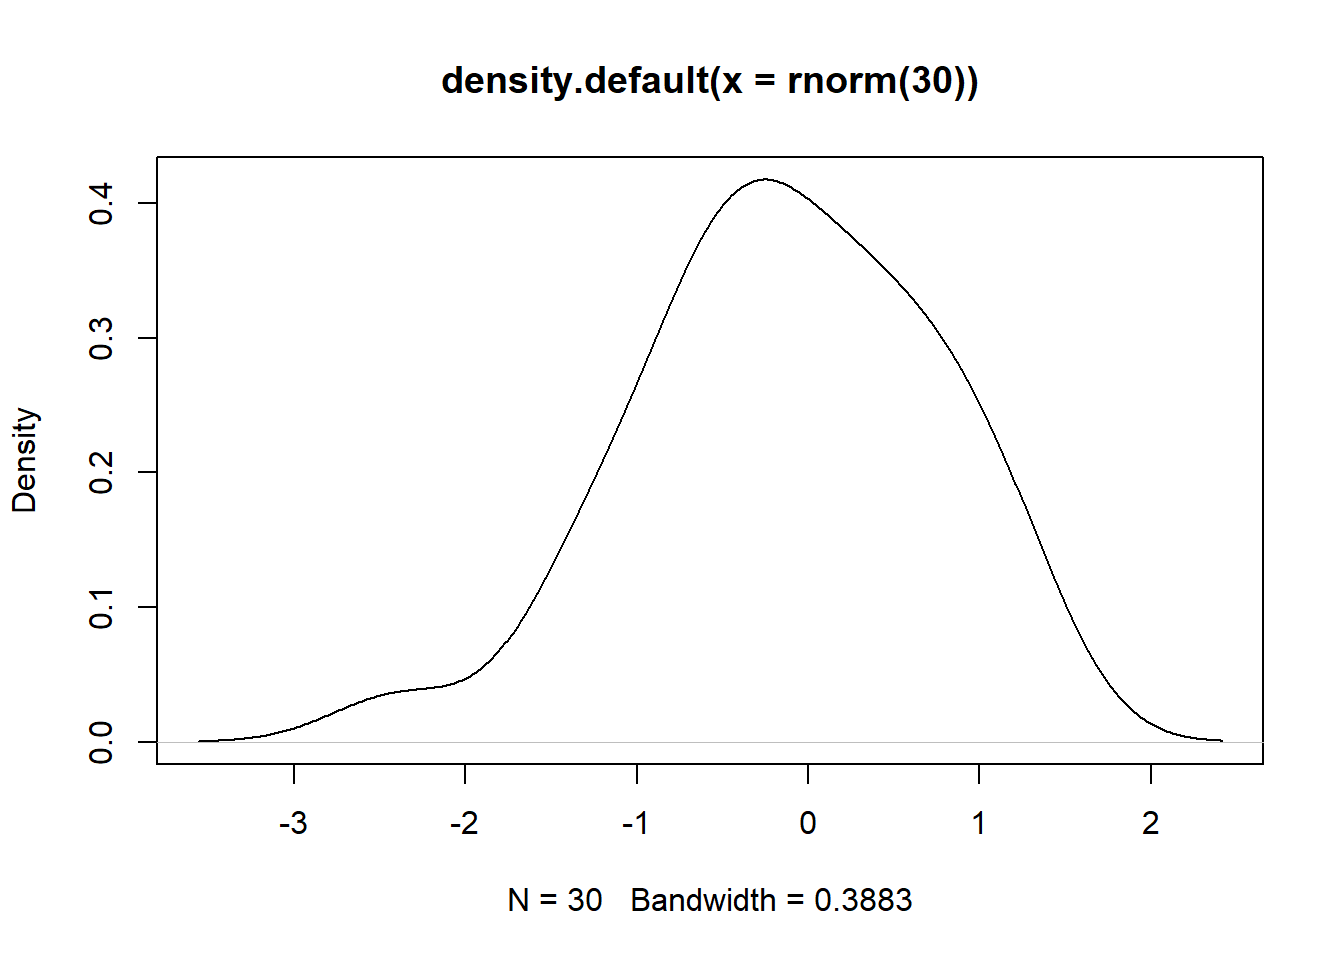 density.default(x = rnorm(30))
Density
0.4
0.3
0.2
0.1
0.0
-3 -2 -1 0 1 2
N = 30 Bandwidth = 0.3883